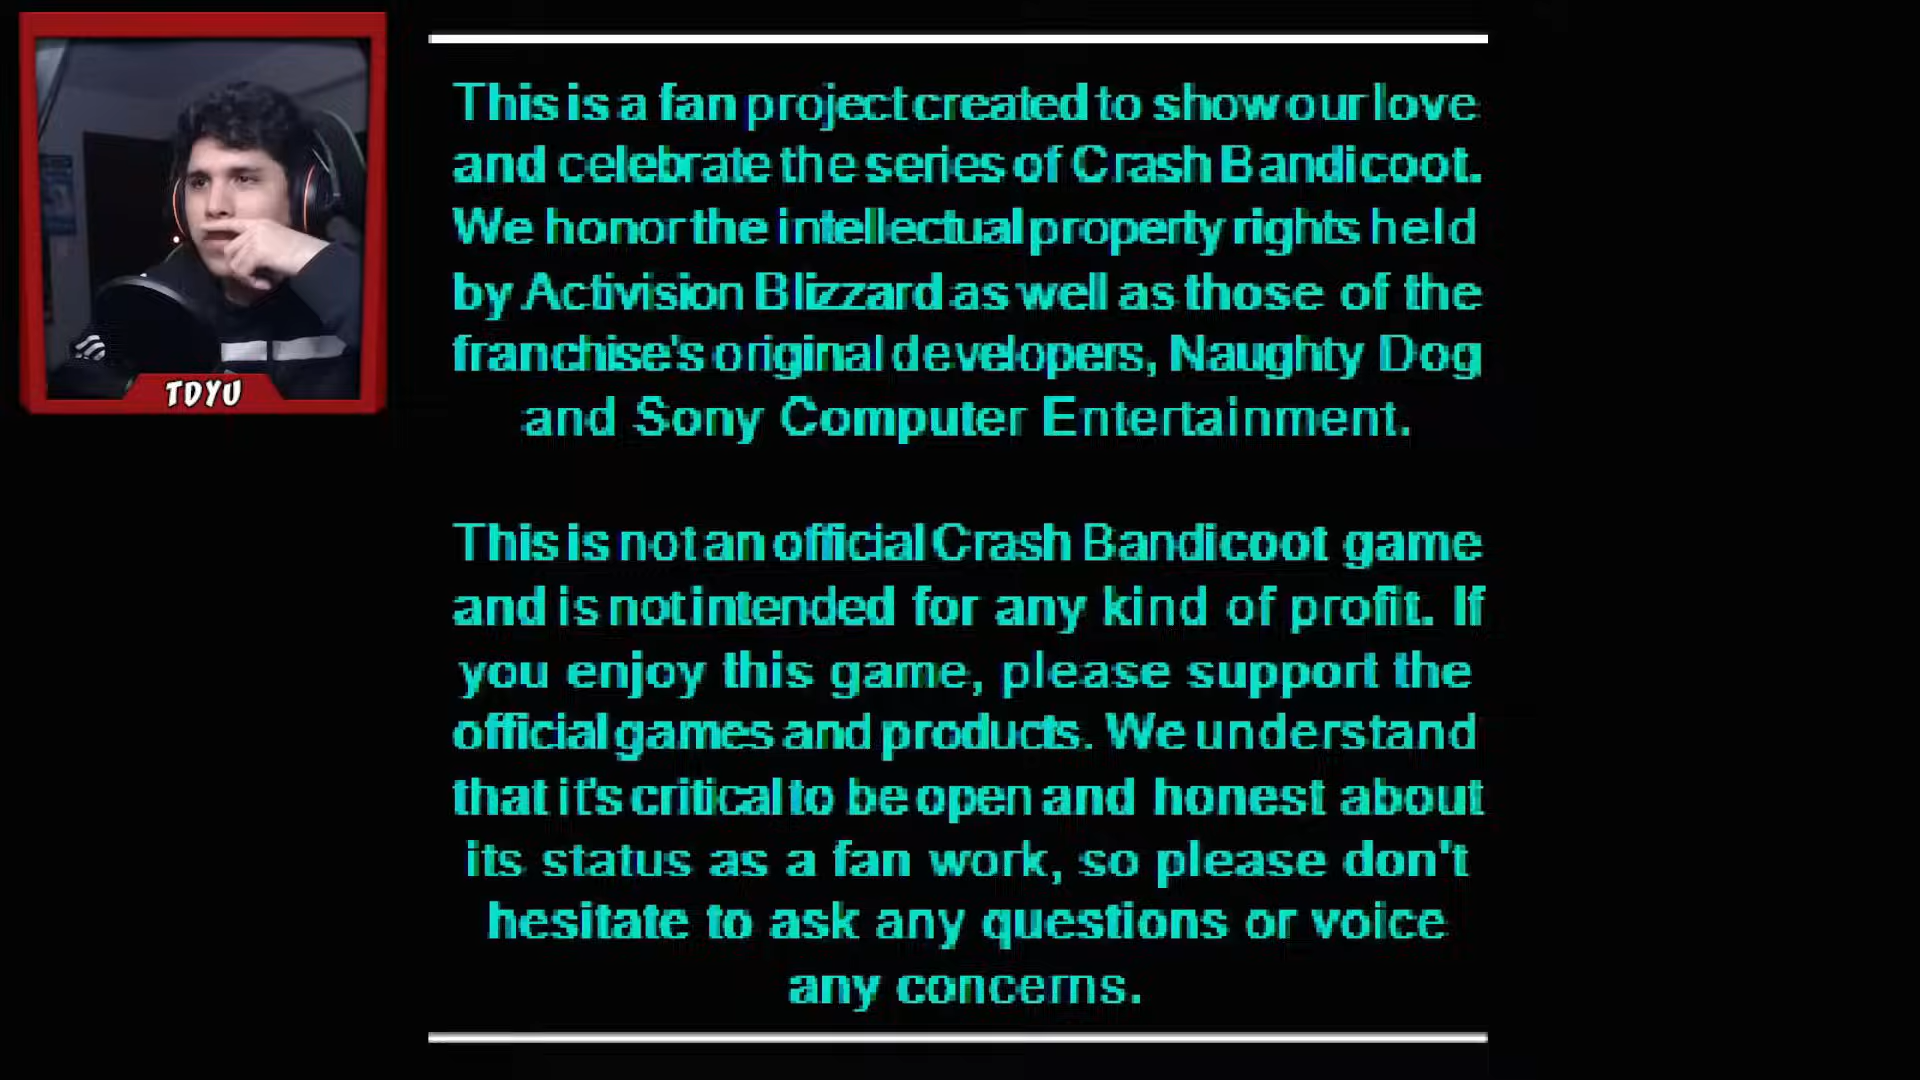 TDYU
This is a fan project created to show our love
and celebrate the series of Crash Bandicoot.
We honor the intellectual property rights held
by Activision Blizzard as well as those of the
franchise's original developers, Naughty Dog
and Sony Computer Entertainment.
This is not an official Crash Bandicoot game
and is not intended for any kind of profit. If
you enjoy this game, please support the
official games and products. We understand
that it's critical to be open and honest about
its status as a fan work, so please don't
hesitate to ask any questions or voice
any concerns.